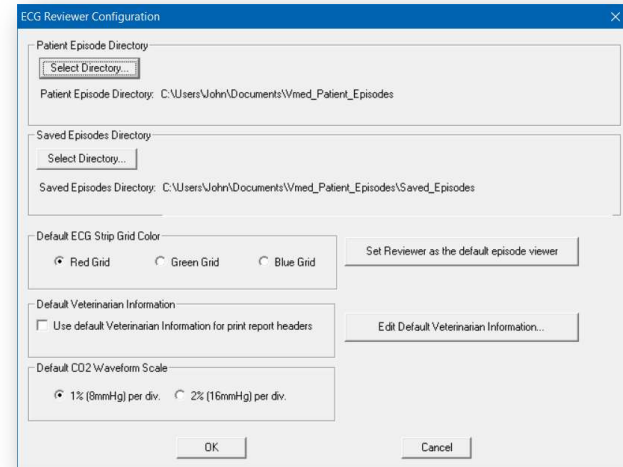 ECG Reviewer Configuration
Patient Episode Directory
Select Directory...
Patient Episode Directory: C:\Users\John\Documents\Vmed_Patient_Episodes
Saved Episodes Directory
Select Directory...
Saved Episodes Directory: C:\Users\John\Documents\Vmed_Patient_Episodes\Saved_Episodes
Default ECG Strip Grid Color
Red Grid Green Grid Blue Grid
Set Reviewer as the default episode viewer
Default Veterinarian Information
Use default Veterinarian Information for print report headers
Edit Default Veterinarian Information...
Default CO2 Waveform Scale
1% (8mmHg) per div. 2% (16mmHg) per div.
OK Cancel